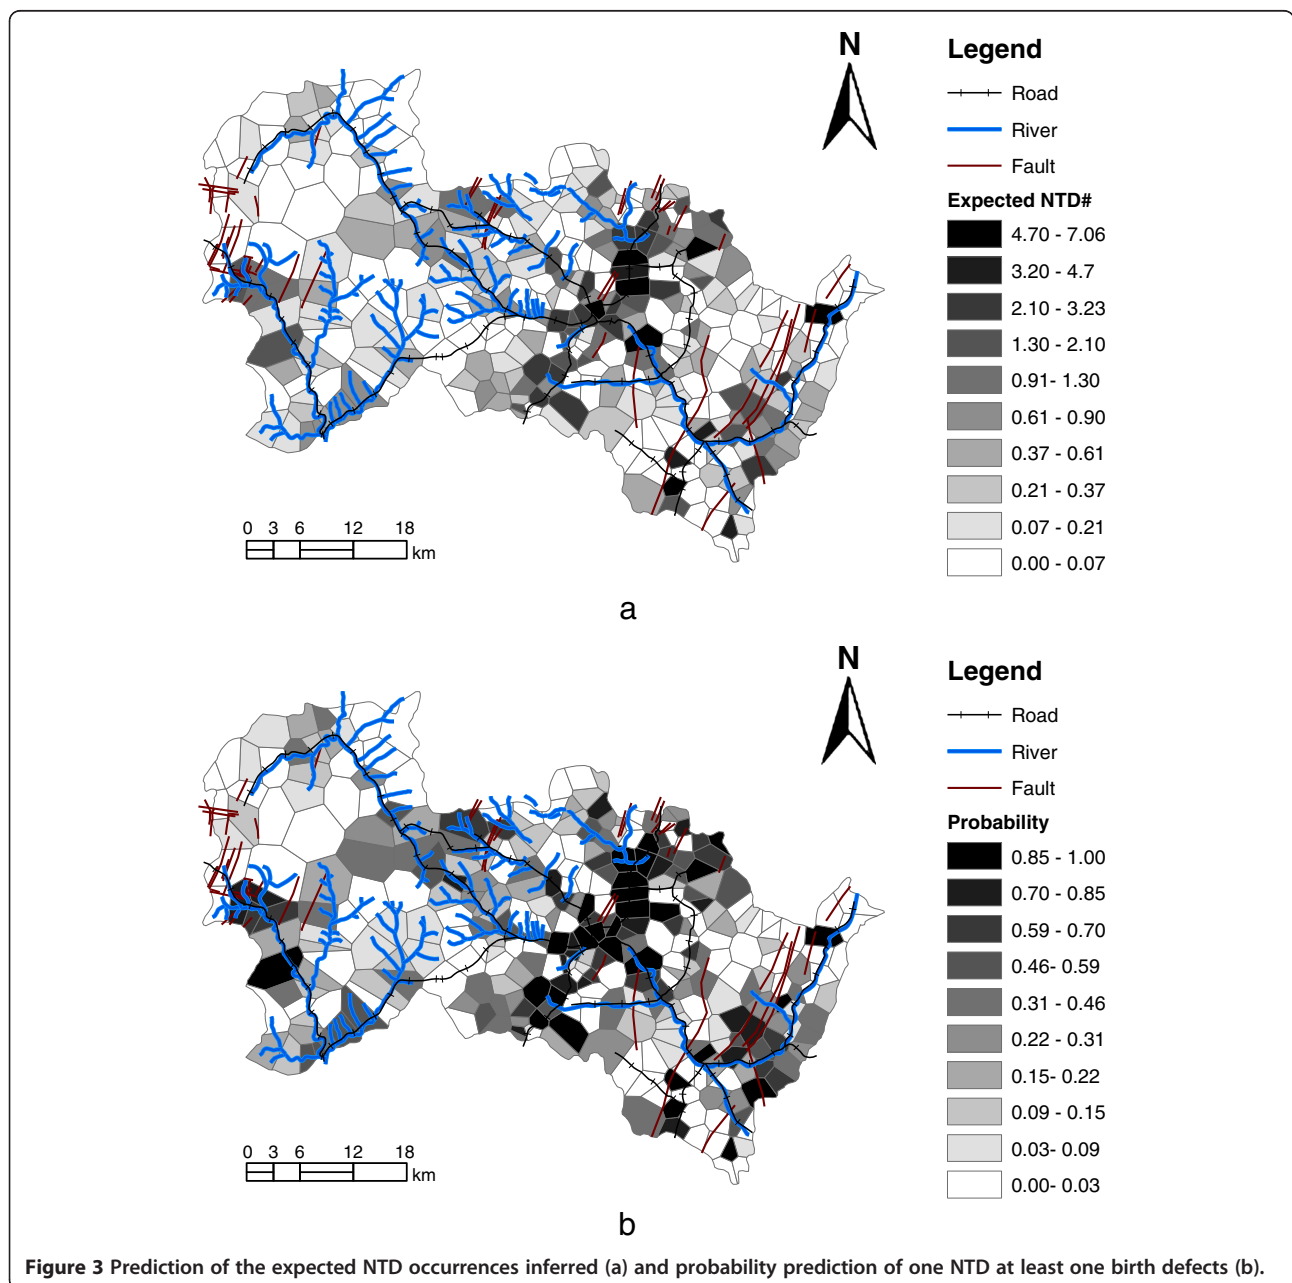 N
Legend
Road
River
Fault
Expected NTD#
4.70 - 7.06
3.20 - 4.7
2.10 - 3.23
1.30 - 2.10
0.91- 1.30
0.61 - 0.90
0.37 - 0.61
0.21 - 0.37
0.07 - 0.21
0.00 - 0.07
0 3 6 12 18
km
a
N
Legend
Road
River
Fault
Probability
0.85 - 1.00
0.70 - 0.85
0.59 - 0.70
0.46- 0.59
0.31 - 0.46
0.22 - 0.31
0.15- 0.22
0.09 - 0.15
0.03- 0.09
0.00- 0.03
0 3 6 12 18
km
b
Figure 3 Prediction of the expected NTD occurrences inferred (a) and probability prediction of one NTD at least one birth defects (b).